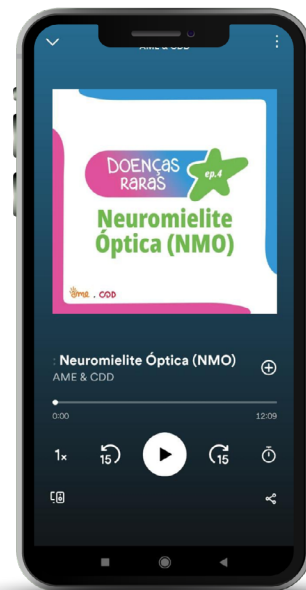 AME & CDD
DOENÇAS
RARAS
ep.4
Neuromielite
Óptica (NMO)
ame . CDD
: Neuromielite Óptica (NMO)
AME & CDD
0:00
12:09
1x
15
15